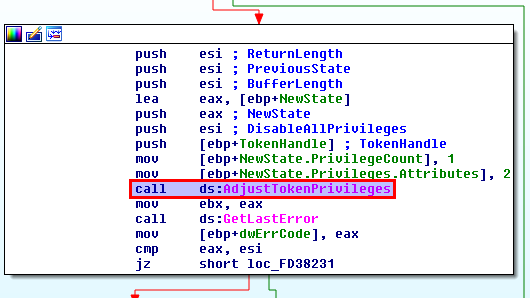 push esi ; ReturnLength
push esi ; PreviousState
push esi ; BufferLength
lea eax, [ebp+NewState]
push eax ; NewState
push esi ; DisableAllPrivileges
push [ebp+TokenHandle] ; TokenHandle
mov [ebp+NewState.PrivilegeCount], 1
mov [ebp+NewState.Privileges.Attributes], 2
call ds:AdjustTokenPrivileges
mov ebx, eax
call ds:GetLastError
mov [ebp+dwErrCode], eax
cmp eax, esi
jz short loc_FD38231